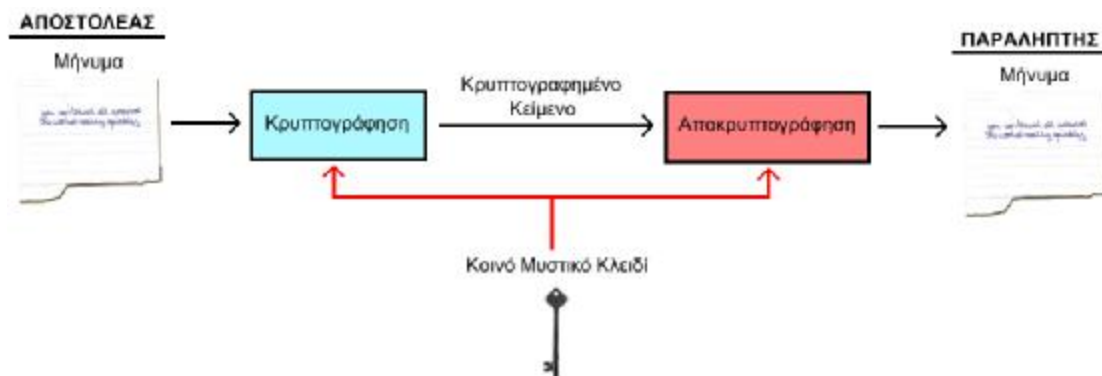 ΑΠΟΣΤΟΛΕΑΣ
Μήνυμα
Κρυπτογράφηση
Κρυπτογραφημένο
Κείμενο
Αποκρυπτογράφηση
ΠΑΡΑΛΗΠΤΗΣ
Μήνυμα
Κοινό Μυστικό Κλειδί